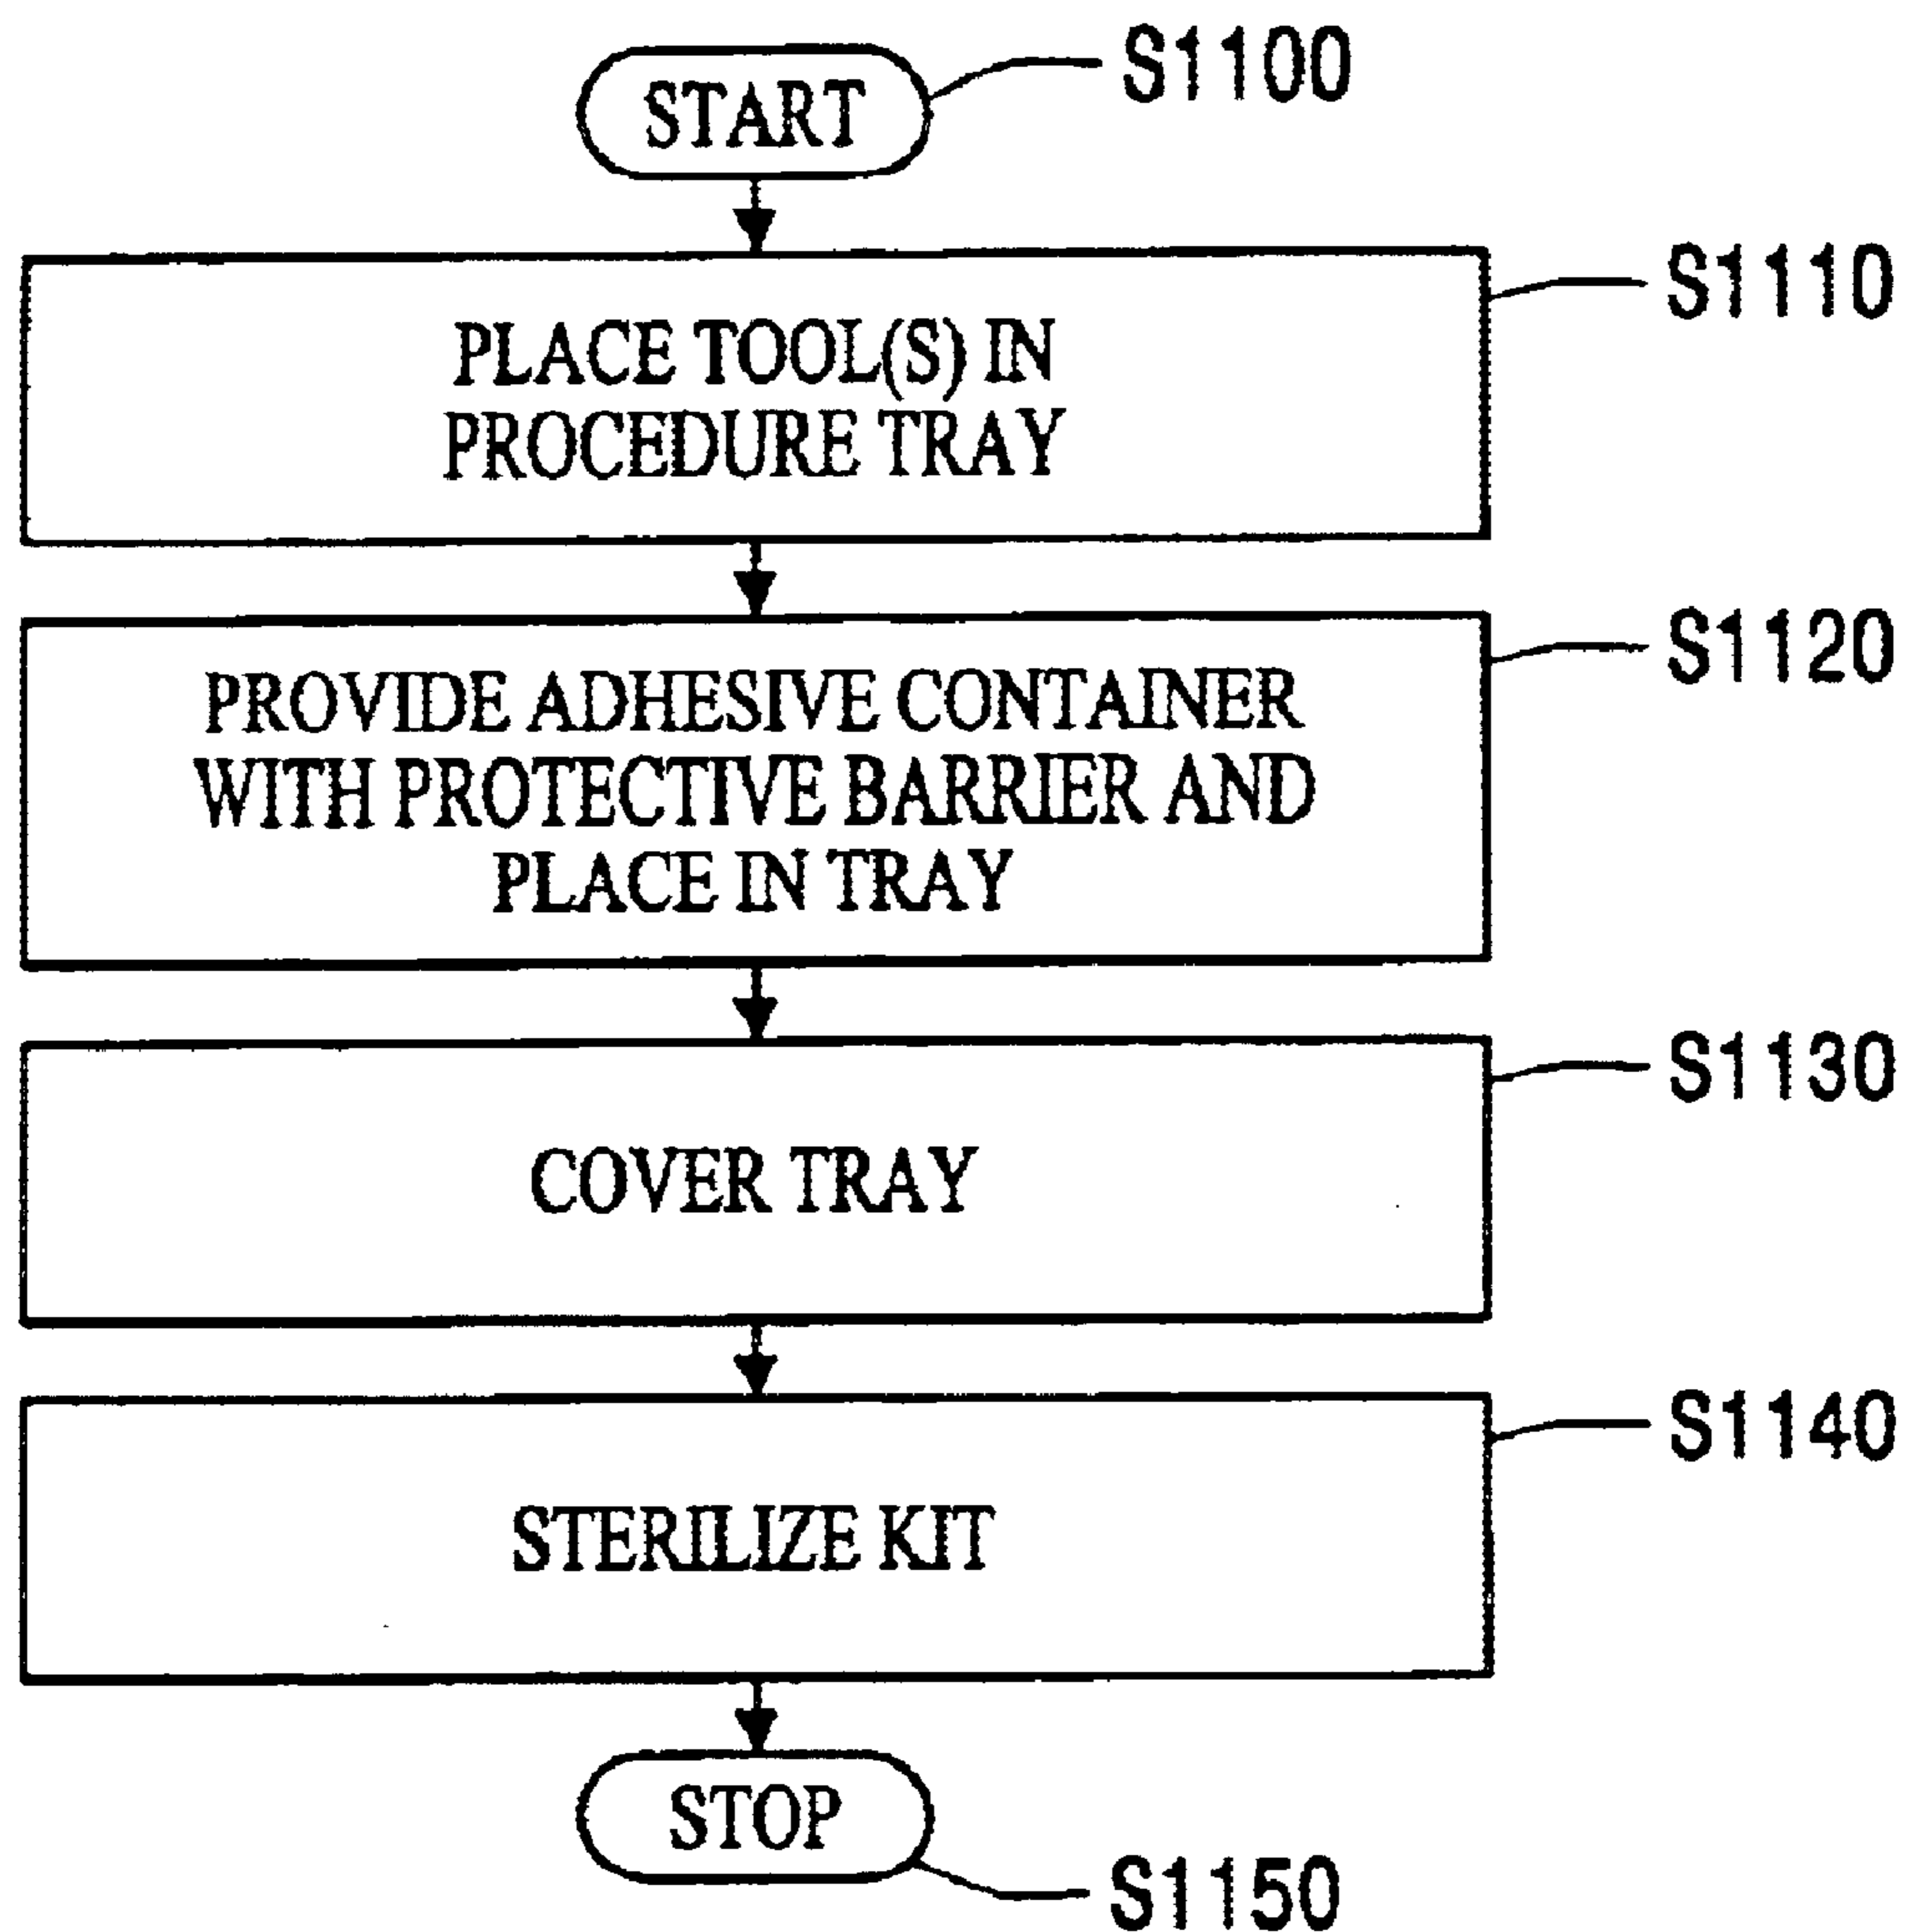 START
S1100
PLACE TOOL(S) IN
PROCEDURE TRAY
S1110
PROVIDE ADHESIVE CONTAINER
WITH PROTECTIVE BARRIER AND
PLACE IN TRAY
S1120
COVER TRAY
S1130
STERILIZE KIT
S1140
STOP
S1150